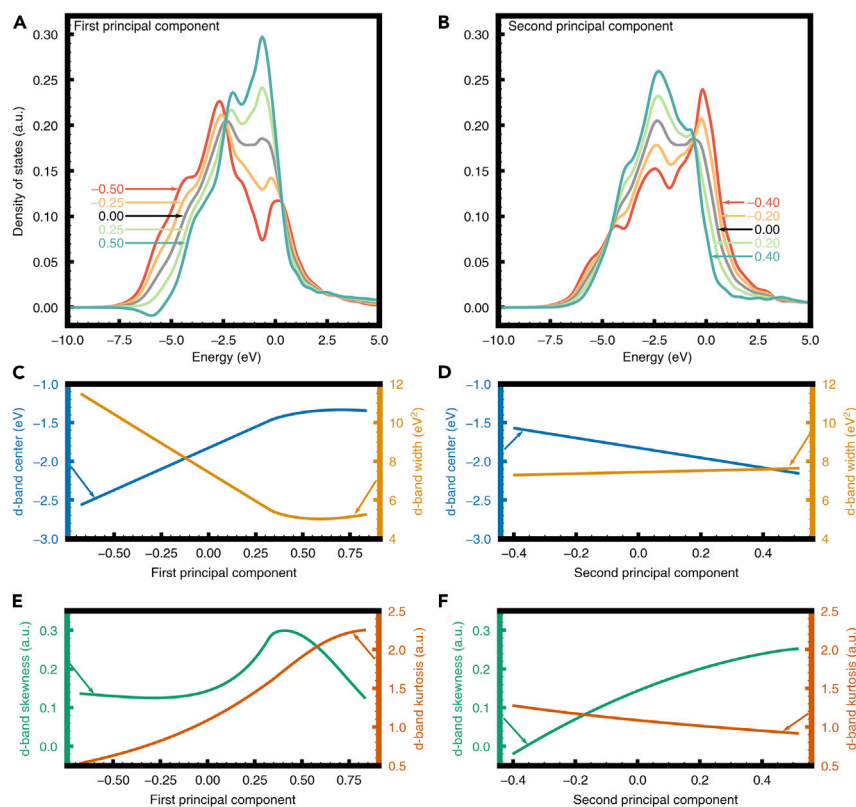 A
First principal component
0.30
0.25
0.20
0.15
0.10
0.05
0.00
Density of states (a.u.)
−0.50
−0.25
0.00
0.25
0.50
−10.0 −7.5 −5.0 −2.5 0.0 2.5 5.0
Energy (eV)
B
Second principal component
0.30
0.25
0.20
0.15
0.10
0.05
0.00
−0.40
−0.20
0.00
0.20
0.40
−10.0 −7.5 −5.0 −2.5 0.0 2.5 5.0
Energy (eV)
C
−1.0
−1.5
−2.0
−2.5
−3.0
d-band center (eV)
12
10
8
6
4
d-band width (eV²)
−0.50 −0.25 0.00 0.25 0.50 0.75
First principal component
D
−1.0
−1.5
−2.0
−2.5
−3.0
d-band center (eV)
12
10
8
6
4
d-band width (eV²)
−0.4 −0.2 0.0 0.2 0.4
Second principal component
E
0.3
0.2
0.1
0.0
d-band skewness (a.u.)
2.5
2.0
1.5
1.0
0.5
d-band kurtosis (a.u.)
−0.50 −0.25 0.00 0.25 0.50 0.75
First principal component
F
0.3
0.2
0.1
0.0
d-band skewness (a.u.)
2.5
2.0
1.5
1.0
0.5
d-band kurtosis (a.u.)
−0.4 −0.2 0.0 0.2 0.4
Second principal component